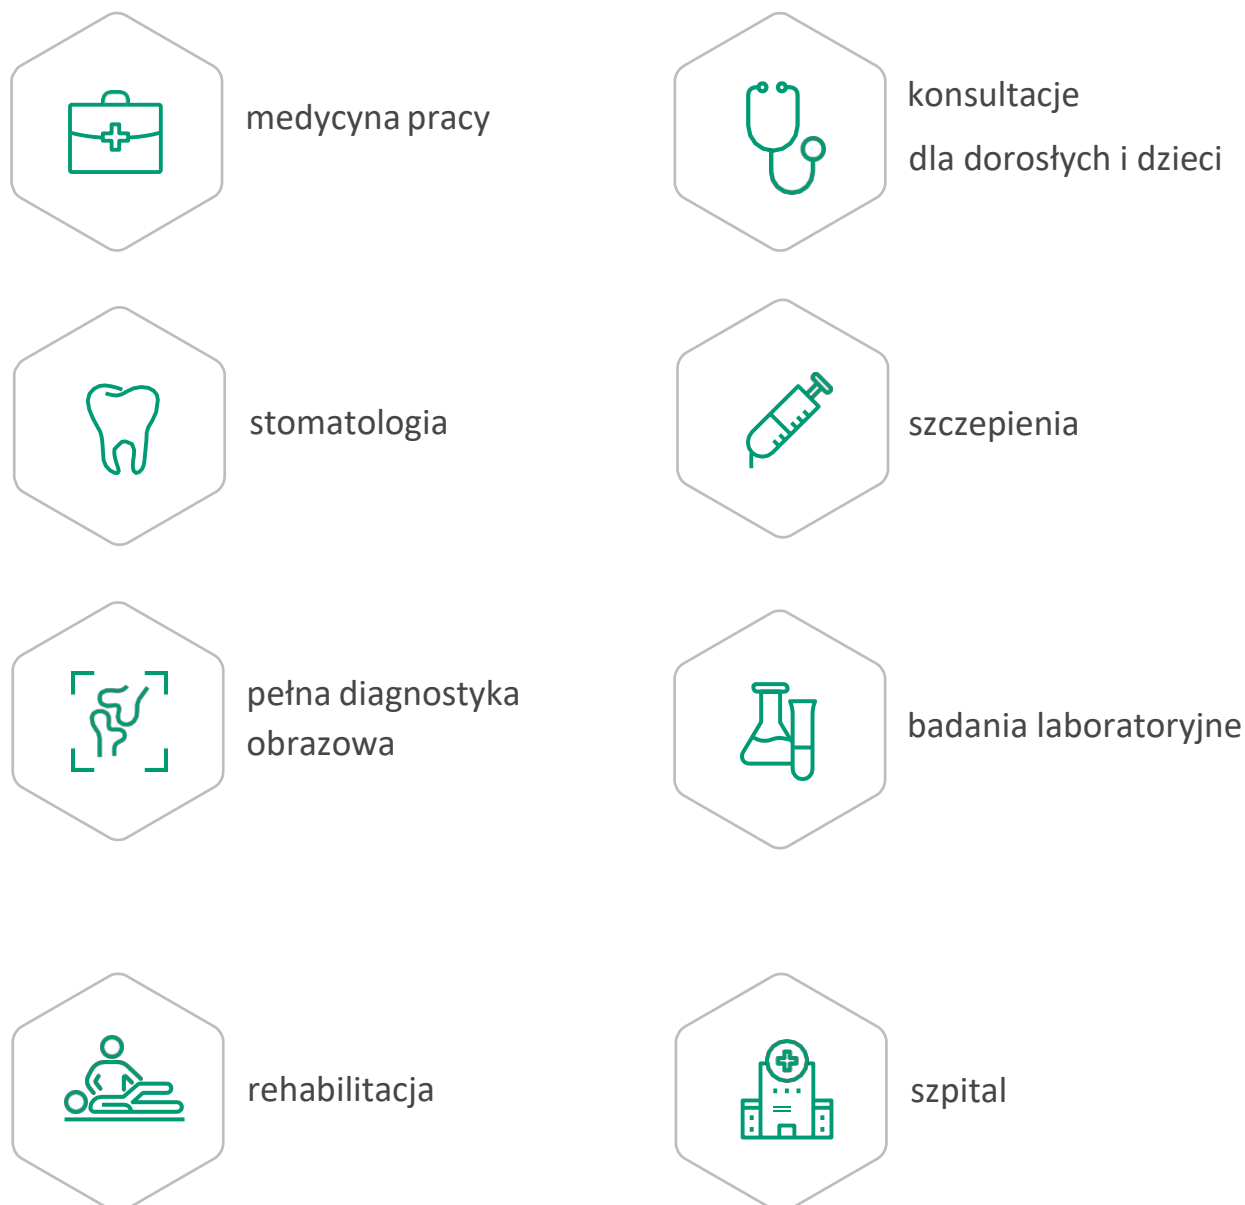 medycyna pracy
konsultacje
dla dorosłych i dzieci
stomatologia
szczepienia
pełna diagnostyka
obrazowa
badania laboratoryjne
rehabilitacja
szpital